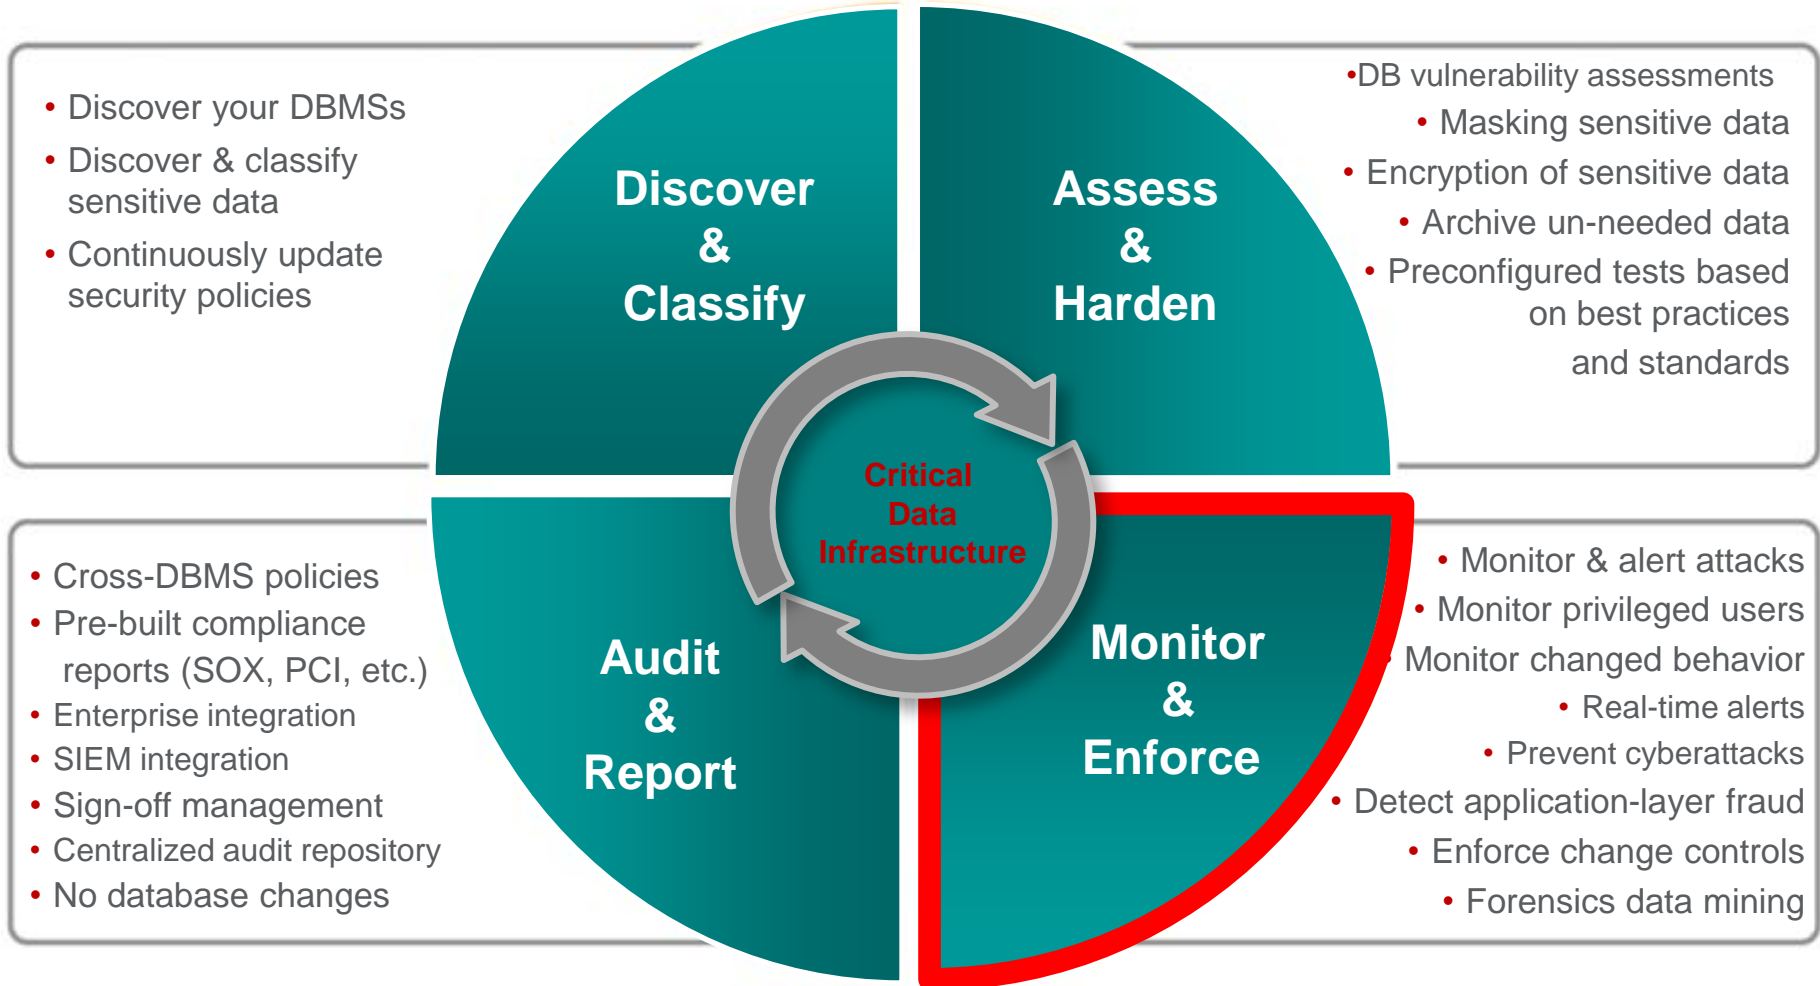 • Discover your DBMSs
• Discover & classify
sensitive data
• Continuously update
security policies
Discover
&
Classify
Assess
&
Harden
•DB vulnerability assessments
• Masking sensitive data
• Encryption of sensitive data
• Archive un-needed data
• Preconfigured tests based
on best practices
and standards
Critical
Data
Infrastructure
• Cross-DBMS policies
• Pre-built compliance
reports (SOX, PCI, etc.)
• Enterprise integration
• SIEM integration
• Sign-off management
• Centralized audit repository
• No database changes
Audit
&
Report
Monitor
&
Enforce
• Monitor & alert attacks
• Monitor privileged users
• Monitor changed behavior
• Real-time alerts
• Prevent cyberattacks
• Detect application-layer fraud
• Enforce change controls
• Forensics data mining